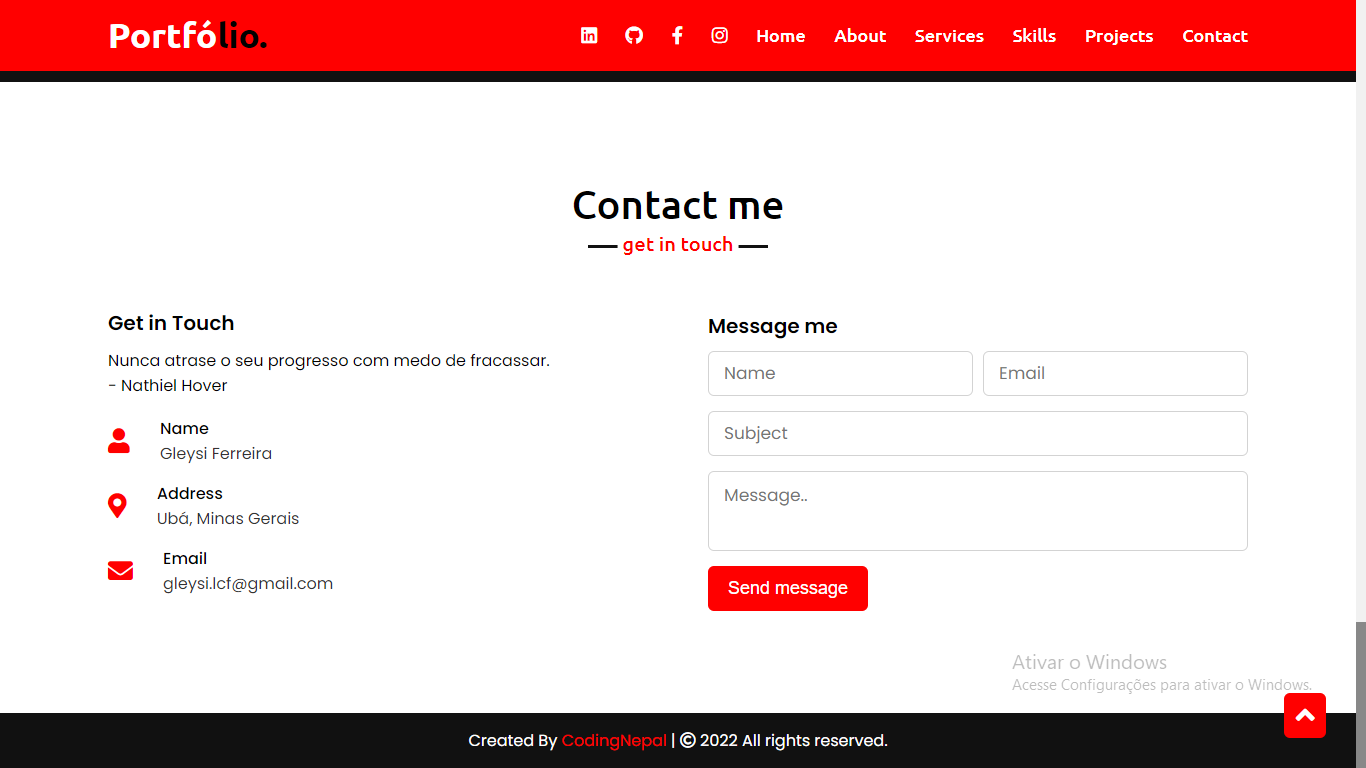 Portfólio.
Home About Services Skills Projects Contact
Contact me
get in touch
Get in Touch
Nunca atrase o seu progresso com medo de fracassar.
- Nathiel Hover
Name
Gleysi Ferreira
Address
Ubá, Minas Gerais
Email
gleysi.lcf@gmail.com
Message me
Name Email
Subject
Message..
Send message
Ativar o Windows
Acesse Configurações para ativar o Windows.
Created By CodingNepal | © 2022 All rights reserved.